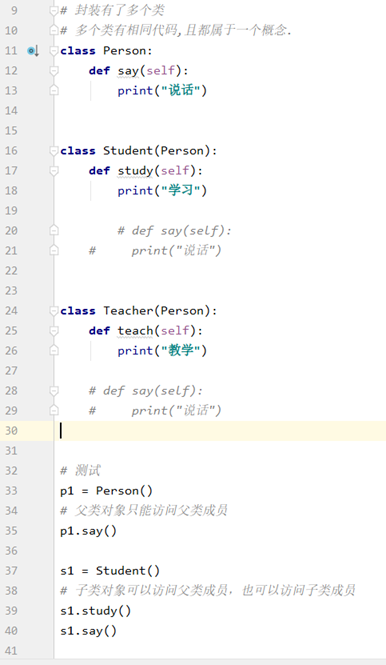 9 # 封装有了多个类
10 # 多个类有相同代码,且都属于一个概念.
11 class Person:
12     def say(self):
13         print("说话")
14
15
16 class Student(Person):
17     def study(self):
18         print("学习")
19
20         # def say(self):
21     #     print("说话")
22
23
24 class Teacher(Person):
25     def teach(self):
26         print("教学")
27
28     # def say(self):
29     #     print("说话")
30
31
32 # 测试
33 p1 = Person()
34 # 父类对象只能访问父类成员
35 p1.say()
36
37 s1 = Student()
38 # 子类对象可以访问父类成员，也可以访问子类成员
39 s1.study()
40 s1.say()
41